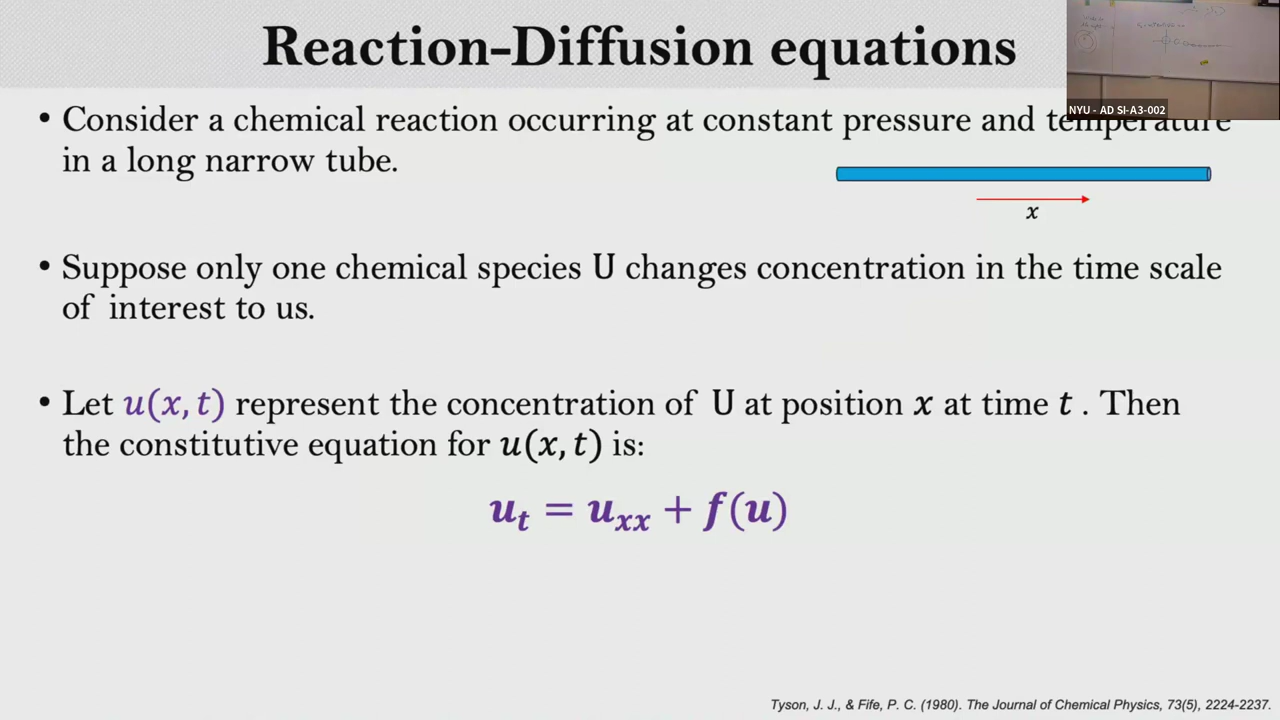 Reaction-Diffusion equations
NYU - AD SI-A3-002
• Consider a chemical reaction occurring at constant pressure and temperature
in a long narrow tube.
x
• Suppose only one chemical species U changes concentration in the time scale
of interest to us.
• Let u(x, t) represent the concentration of U at position x at time t . Then
the constitutive equation for u(x, t) is:
uₜ = uₓₓ + f(u)
Tyson, J. J., & Fife, P. C. (1980). The Journal of Chemical Physics, 73(5), 2224-2237.